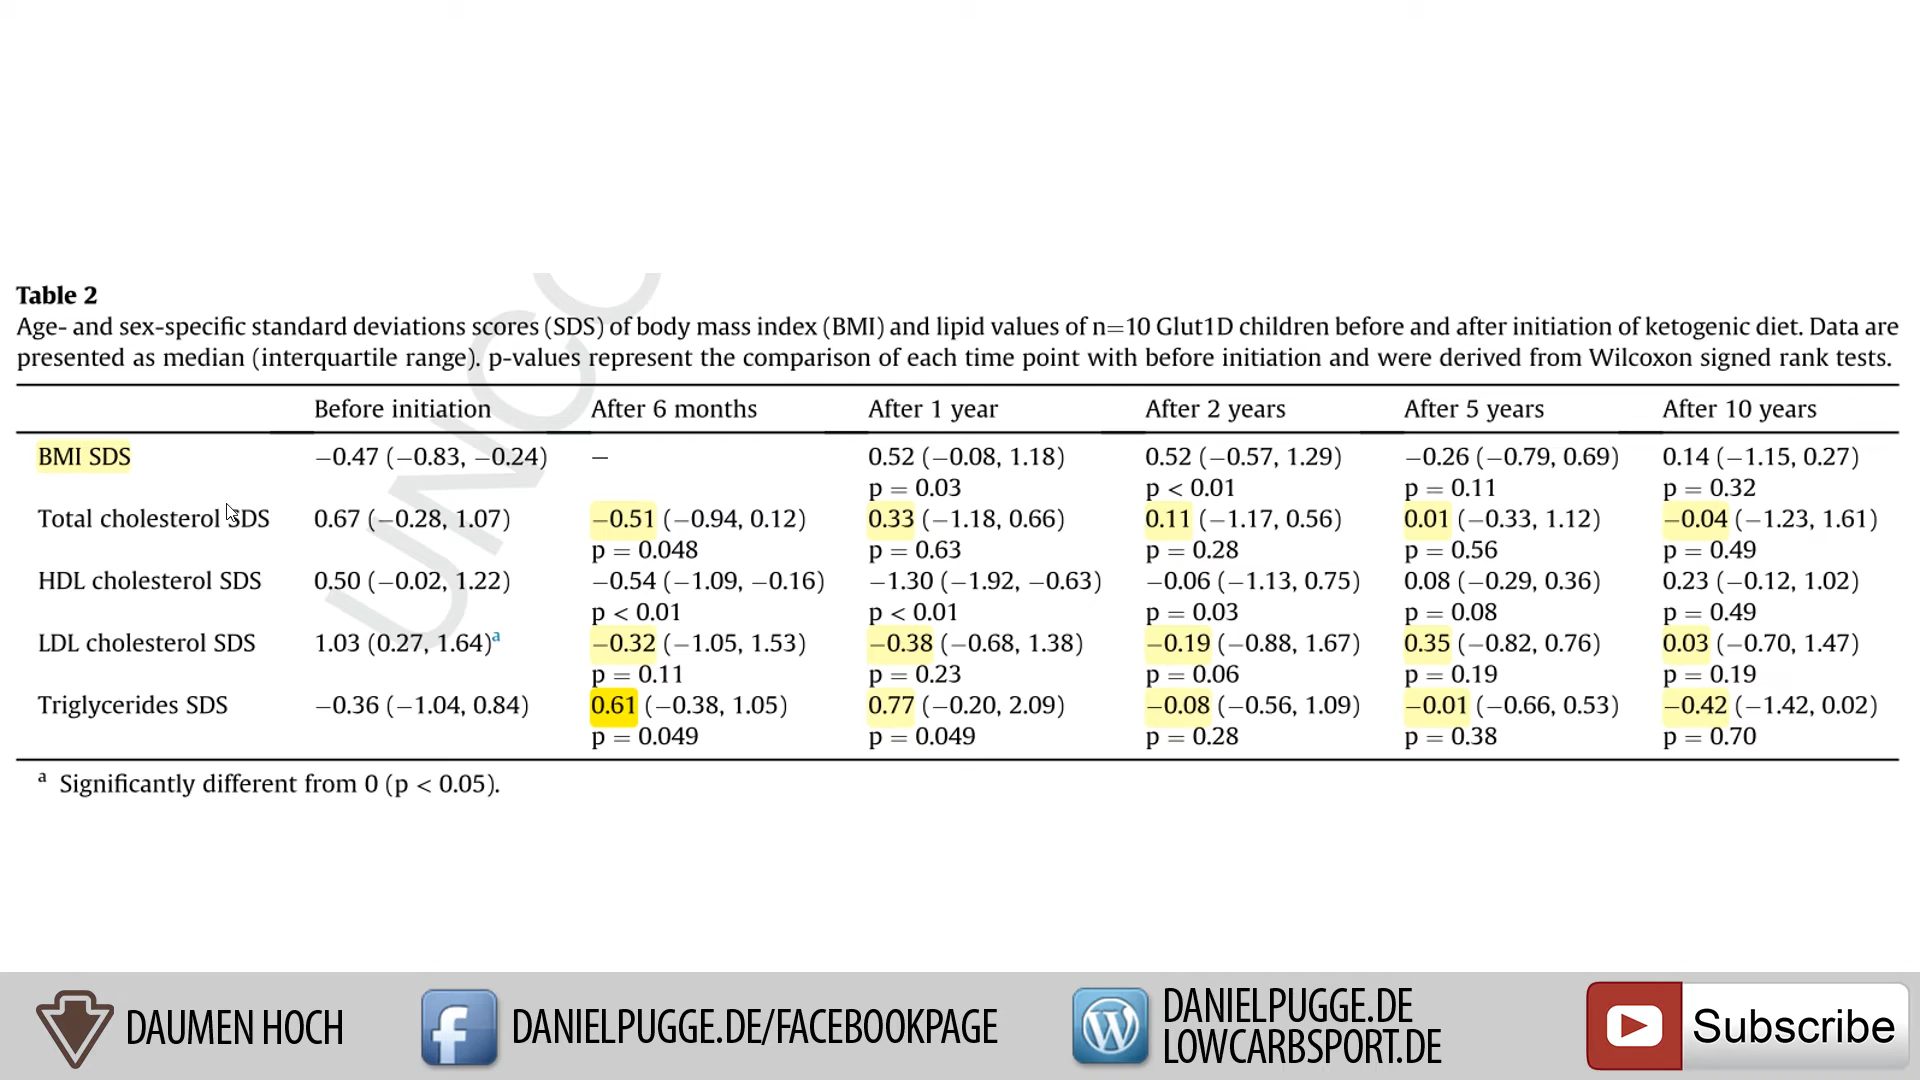 Table 2
Age- and sex-specific standard deviations scores (SDS) of body mass index (BMI) and lipid values of n=10 Glut1D children before and after initiation of ketogenic diet. Data are
presented as median (interquartile range). p-values represent the comparison of each time point with before initiation and were derived from Wilcoxon signed rank tests.
Before initiation After 6 months After 1 year After 2 years After 5 years After 10 years
BMI SDS −0.47 (−0.83, −0.24) — 0.52 (−0.08, 1.18) 0.52 (−0.57, 1.29) −0.26 (−0.79, 0.69) 0.14 (−1.15, 0.27)
p = 0.03 p < 0.01 p = 0.11 p = 0.32
Total cholesterol SDS 0.67 (−0.28, 1.07) −0.51 (−0.94, 0.12) 0.33 (−1.18, 0.66) 0.11 (−1.17, 0.56) 0.01 (−0.33, 1.12) −0.04 (−1.23, 1.61)
p = 0.048 p = 0.63 p = 0.28 p = 0.56 p = 0.49
HDL cholesterol SDS 0.50 (−0.02, 1.22) −0.54 (−1.09, −0.16) −1.30 (−1.92, −0.63) −0.06 (−1.13, 0.75) 0.08 (−0.29, 0.36) 0.23 (−0.12, 1.02)
p < 0.01 p < 0.01 p = 0.03 p = 0.08 p = 0.49
LDL cholesterol SDS 1.03 (0.27, 1.64)a −0.32 (−1.05, 1.53) −0.38 (−0.68, 1.38) −0.19 (−0.88, 1.67) 0.35 (−0.82, 0.76) 0.03 (−0.70, 1.47)
p = 0.11 p = 0.23 p = 0.06 p = 0.19 p = 0.19
Triglycerides SDS −0.36 (−1.04, 0.84) 0.61 (−0.38, 1.05) 0.77 (−0.20, 2.09) −0.08 (−0.56, 1.09) −0.01 (−0.66, 0.53) −0.42 (−1.42, 0.02)
p = 0.049 p = 0.049 p = 0.28 p = 0.38 p = 0.70
a Significantly different from 0 (p < 0.05).
DAUMEN HOCH
DANIELPUGGE.DE/FACEBOOKPAGE
DANIELPUGGE.DE
LOWCARBSPORT.DE
Subscribe